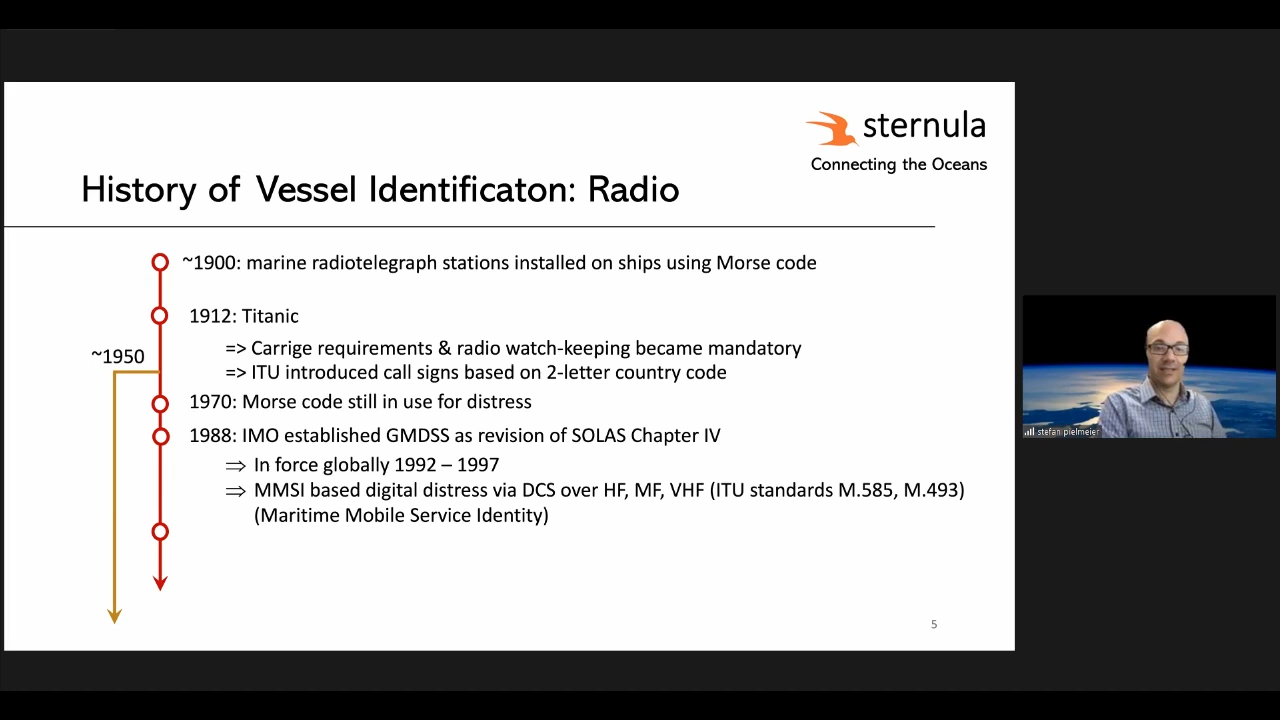 sternula
Connecting the Oceans
History of Vessel Identificaton: Radio
~1900: marine radiotelegraph stations installed on ships using Morse code
1912: Titanic
~1950
=> Carrige requirements & radio watch-keeping became mandatory
=> ITU introduced call signs based on 2-letter country code
1970: Morse code still in use for distress
1988: IMO established GMDSS as revision of SOLAS Chapter IV
⇒ In force globally 1992 – 1997
⇒ MMSI based digital distress via DCS over HF, MF, VHF (ITU standards M.585, M.493)
(Maritime Mobile Service Identity)
stefan pielmeier
5